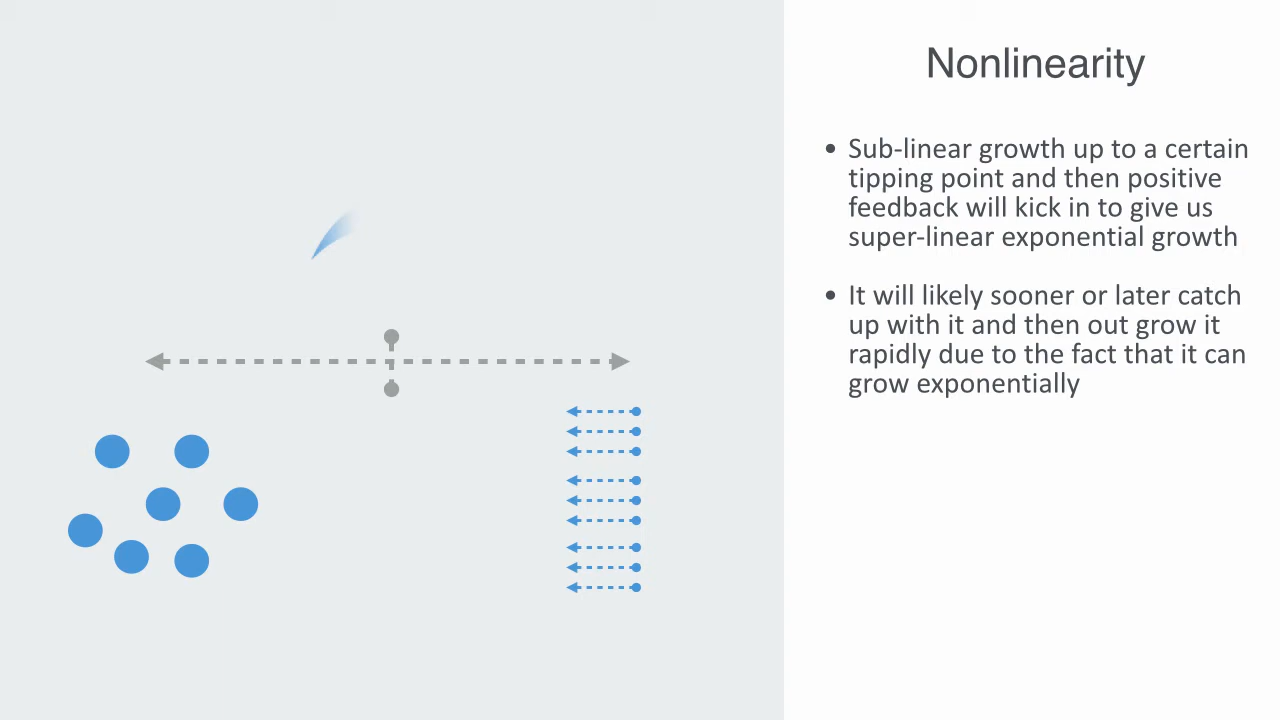 Nonlinearity
• Sub-linear growth up to a certain
tipping point and then positive
feedback will kick in to give us
super-linear exponential growth
• It will likely sooner or later catch
up with it and then out grow it
rapidly due to the fact that it can
grow exponentially